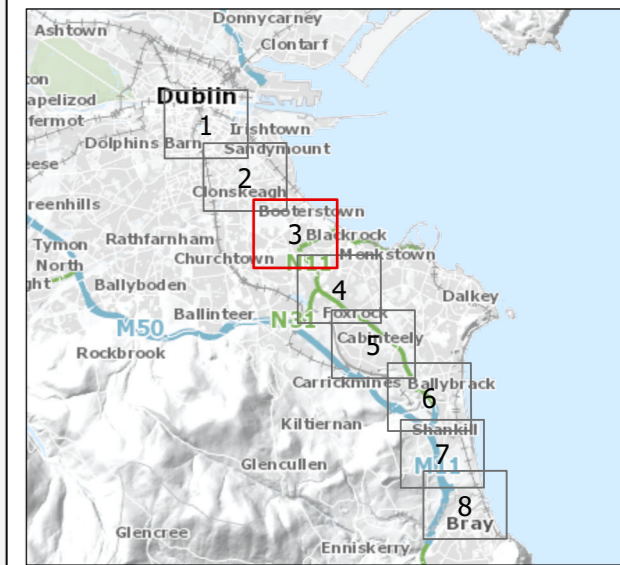 Donnycarney
Ashtown
Clontarf
ton
apelizod
Dublin
fermot
1
Irishtown
Dolphins Barn
Sandymount
eese
2
Clonskeagh
reenhills
Booterstown
3
Blackrock
Tymon
North
Rathfarnham
Churchtown
Monkstown
N11
ght
Ballyboden
4
Dalkey
Ballinteer
Foxrock
N31
M50
5
Cabinteely
Rockbrook
Carrickmines
Ballybrack
6
Kiltiernan
Shankill
7
Glencullen
M11
8
Bray
Glencree
Enniskerry